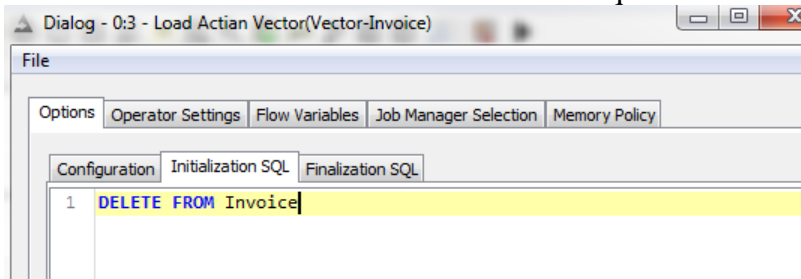 Dialog - 0:3 - Load Actian Vector(Vector-Invoice)
File
Options Operator Settings Flow Variables Job Manager Selection Memory Policy
Configuration Initialization SQL Finalization SQL
1 DELETE FROM Invoice